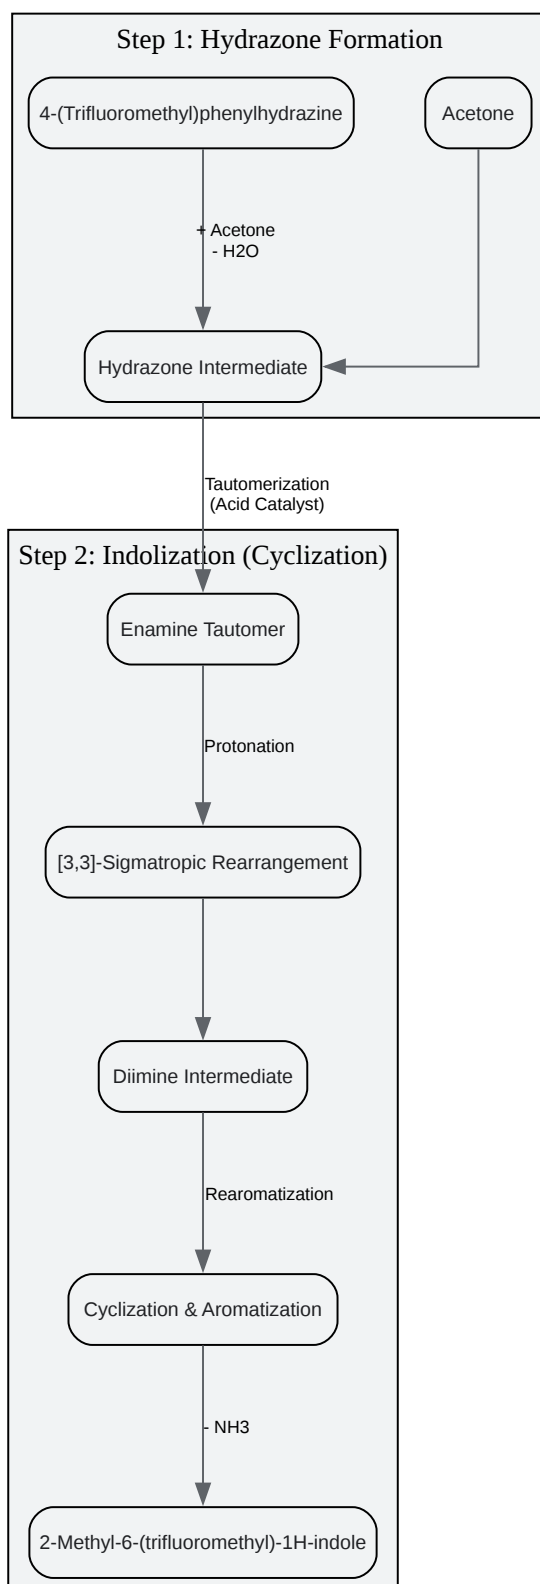 Step 1: Hydrazone Formation
4-(Trifluoromethyl)phenylhydrazine
Acetone
+ Acetone
- H2O
Hydrazone Intermediate
Tautomerization
(Acid Catalyst)
Step 2: Indolization (Cyclization)
Enamine Tautomer
Protonation
[3,3]-Sigmatropic Rearrangement
Diimine Intermediate
Rearomatization
Cyclization & Aromatization
- NH3
2-Methyl-6-(trifluoromethyl)-1H-indole